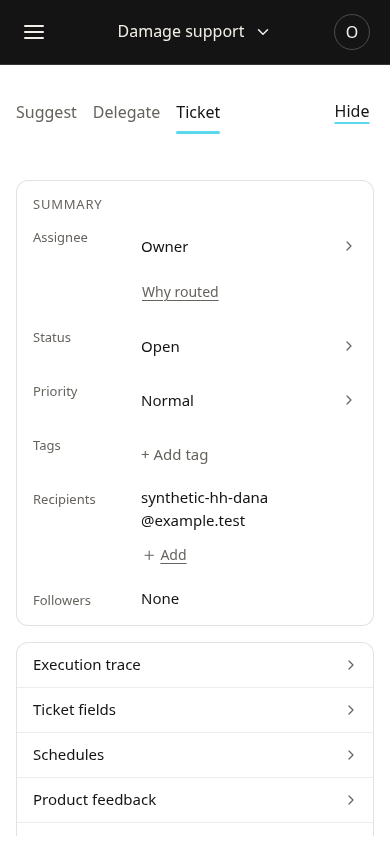 Damage support
O
Suggest
Delegate
Ticket
Hide
SUMMARY
Assignee
Owner
Why routed
Status
Open
Priority
Normal
Tags
+ Add tag
Recipients
synthetic-hh-dana
@example.test
+ Add
Followers
None
Execution trace
Ticket fields
Schedules
Product feedback